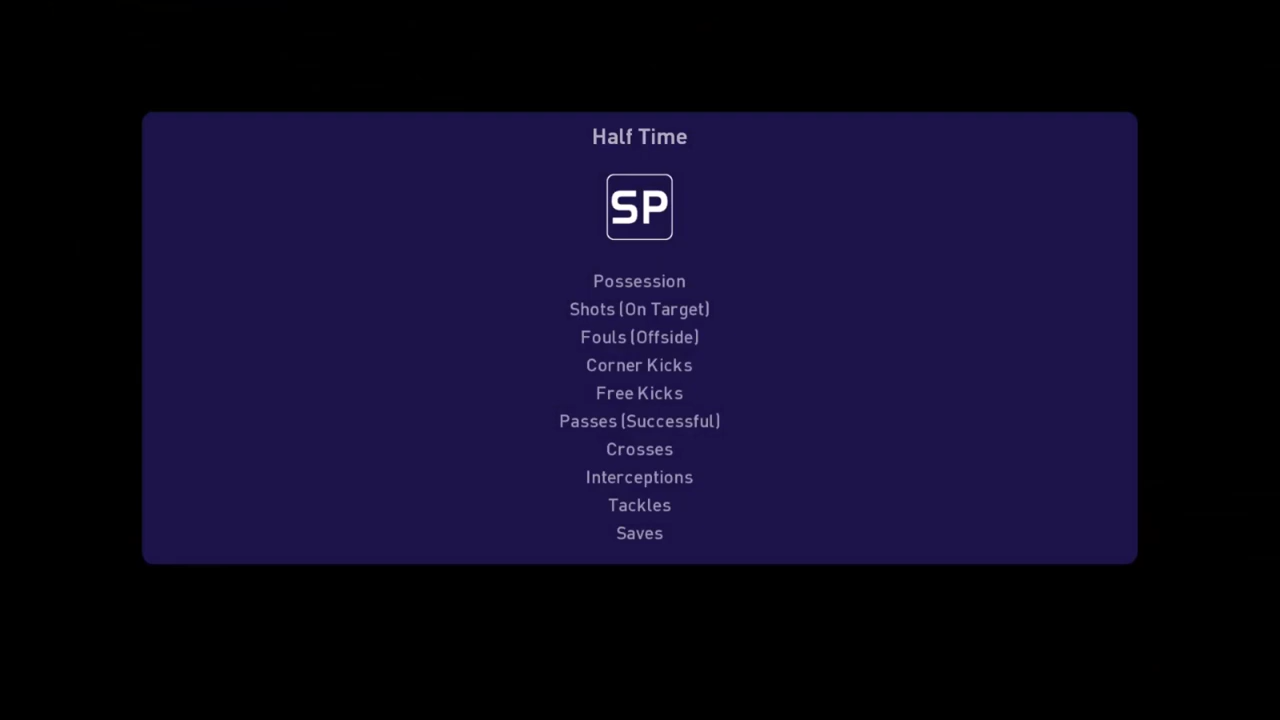 Half Time
SP
Possession
Shots (On Target)
Fouls (Offside)
Corner Kicks
Free Kicks
Passes (Successful)
Crosses
Interceptions
Tackles
Saves